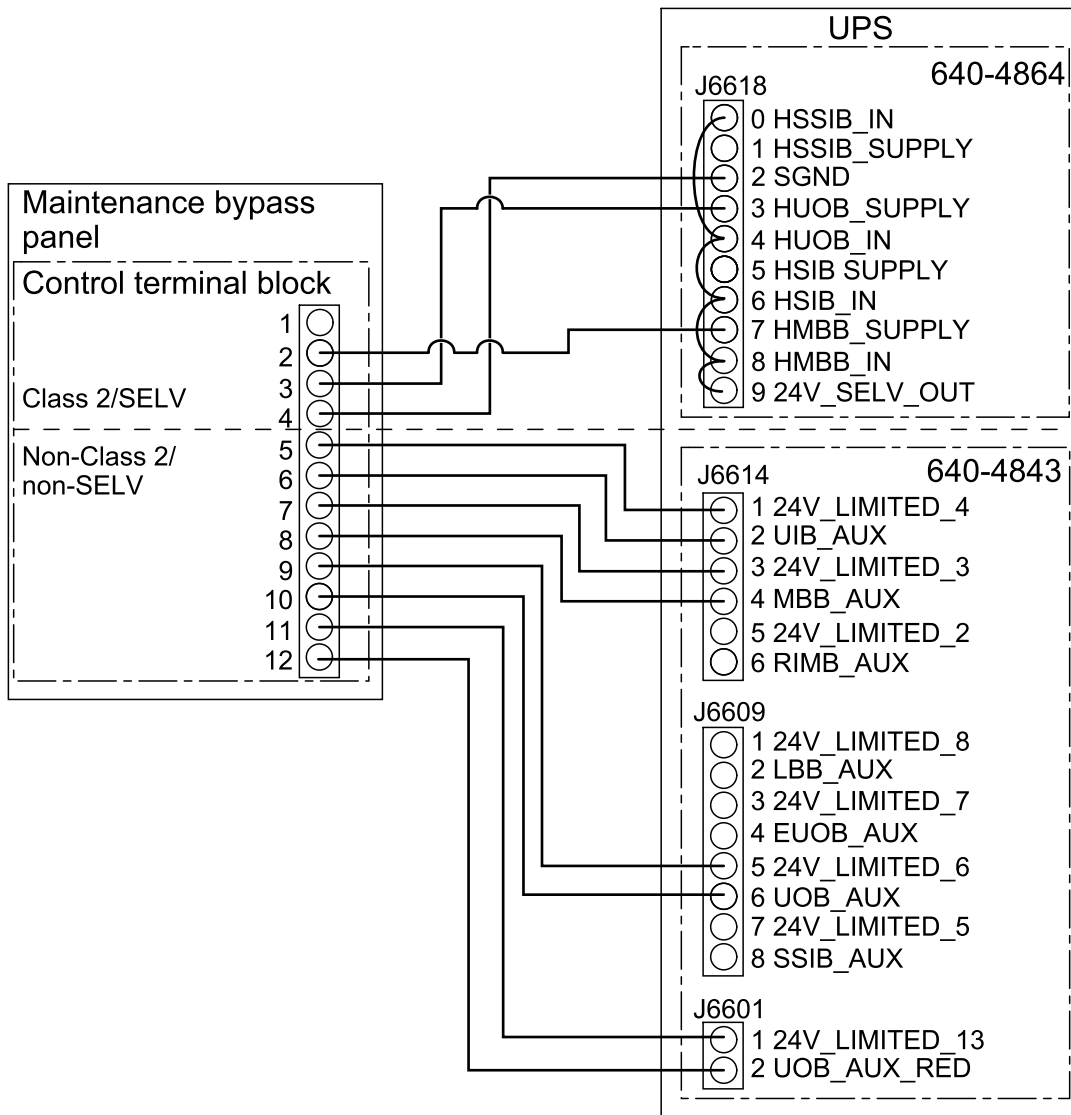 UPS
640-4864
J6618
0 HSSIB_IN
1 HSSIB_SUPPLY
2 SGND
3 HUOB_SUPPLY
4 HUOB_IN
5 HSIB SUPPLY
6 HSIB_IN
7 HMBB_SUPPLY
8 HMBB_IN
9 24V_SELV_OUT
Maintenance bypass
panel
Control terminal block
1
2
3
4
Class 2/SELV
5
6
7
8
9
10
11
12
Non-Class 2/
non-SELV
640-4843
J6614
1 24V_LIMITED_4
2 UIB_AUX
3 24V_LIMITED_3
4 MBB_AUX
5 24V_LIMITED_2
6 RIMB_AUX
J6609
1 24V_LIMITED_8
2 LBB_AUX
3 24V_LIMITED_7
4 EUOB_AUX
5 24V_LIMITED_6
6 UOB_AUX
7 24V_LIMITED_5
8 SSIB_AUX
J6601
1 24V_LIMITED_13
2 UOB_AUX_RED